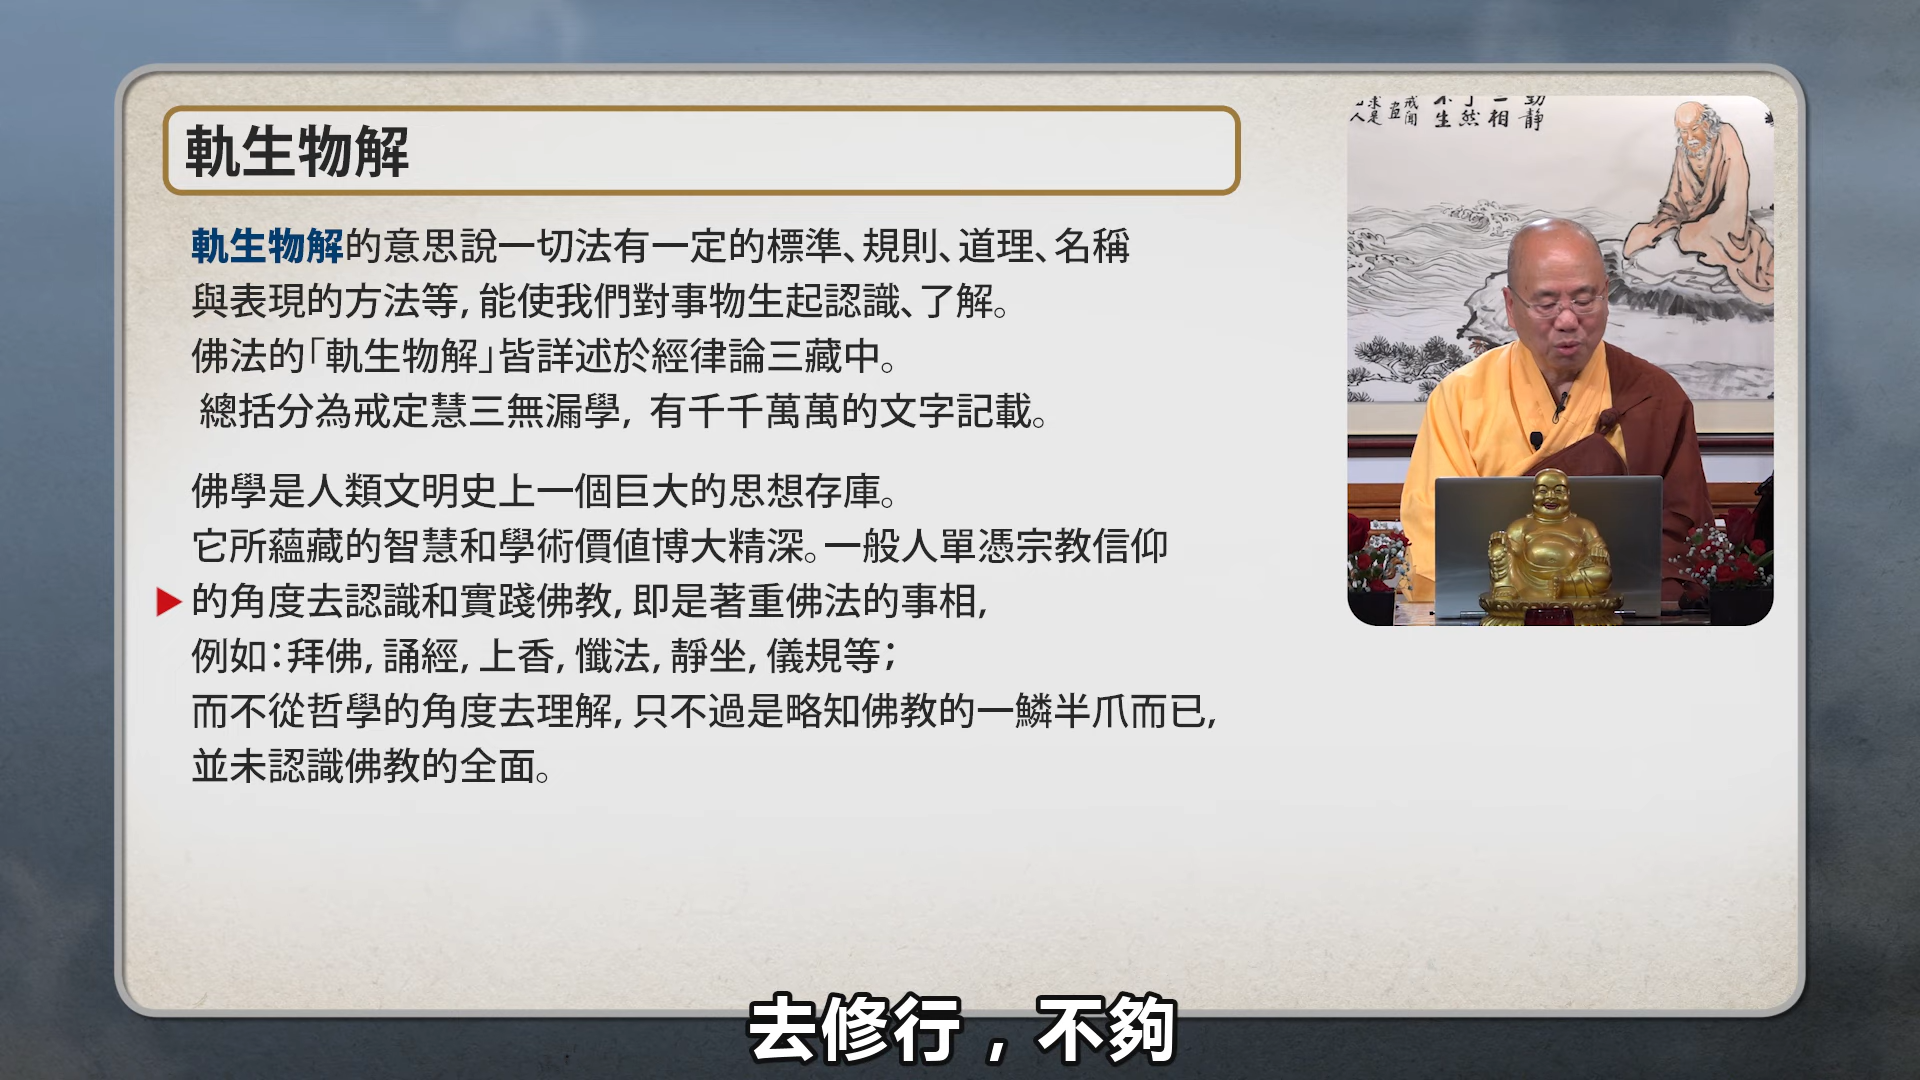 軌生物解
軌生物解的意思說一切法有一定的標準、規則、道理、名稱
與表現的方法等, 能使我們對事物生起認識、了解。
佛法的「軌生物解」皆詳述於經律論三藏中。
總括分為戒定慧三無漏學, 有千千萬萬的文字記載。
佛學是人類文明史上一個巨大的思想存庫。
它所蘊藏的智慧和學術價值博大精深。一般人單憑宗教信仰
的角度去認識和實踐佛教, 即是著重佛法的事相,
例如：拜佛, 誦經, 上香, 懺法, 靜坐, 儀規等；
而不從哲學的角度去理解, 只不過是略知佛教的一鱗半爪而已,
並未認識佛教的全面。
動靜
二相
了然
不生
去修行，不夠